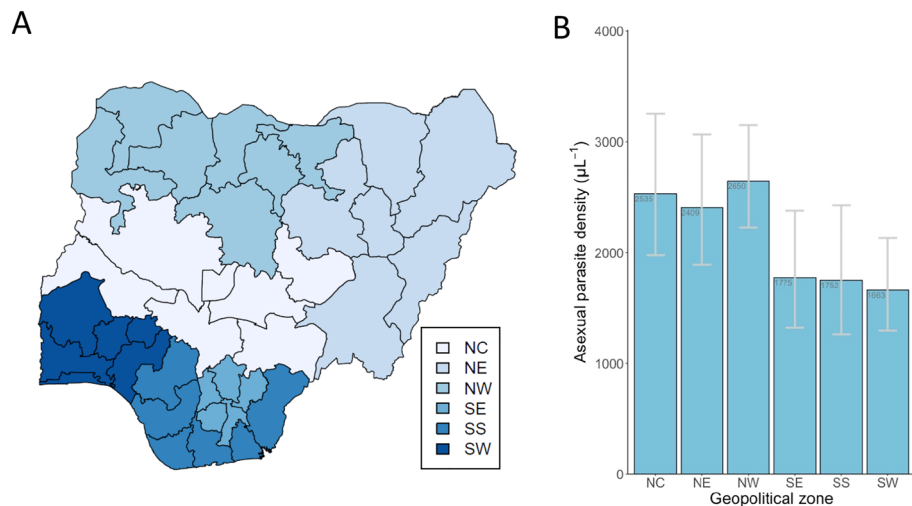 A
NC
NE
NW
SE
SS
SW
B
Asexual parasite density (µL⁻¹)
4000
3000
2000
1000
0
2535
2409
2650
1775
1752
1663
NC
NE
NW
SE
SS
SW
Geopolitical zone